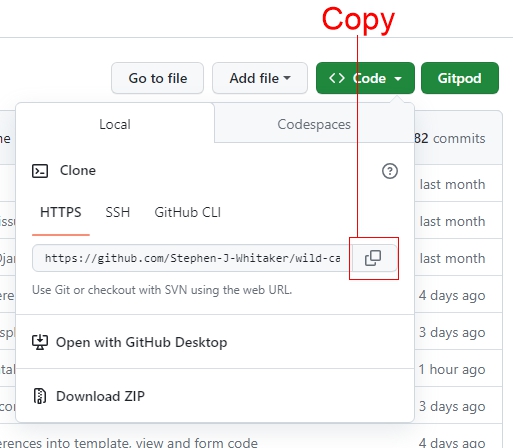 Copy
Go to file
Add file
<> Code
Gitpod
Local
Codespaces
82 commits
Clone
last month
HTTPS
SSH
GitHub CLI
last month
https://github.com/Stephen-J-Whitaker/wild-ca
last month
Use Git or checkout with SVN using the web URL.
4 days ago
3 days ago
Open with GitHub Desktop
1 hour ago
Download ZIP
3 days ago
erences into template, view and form code
4 days ago